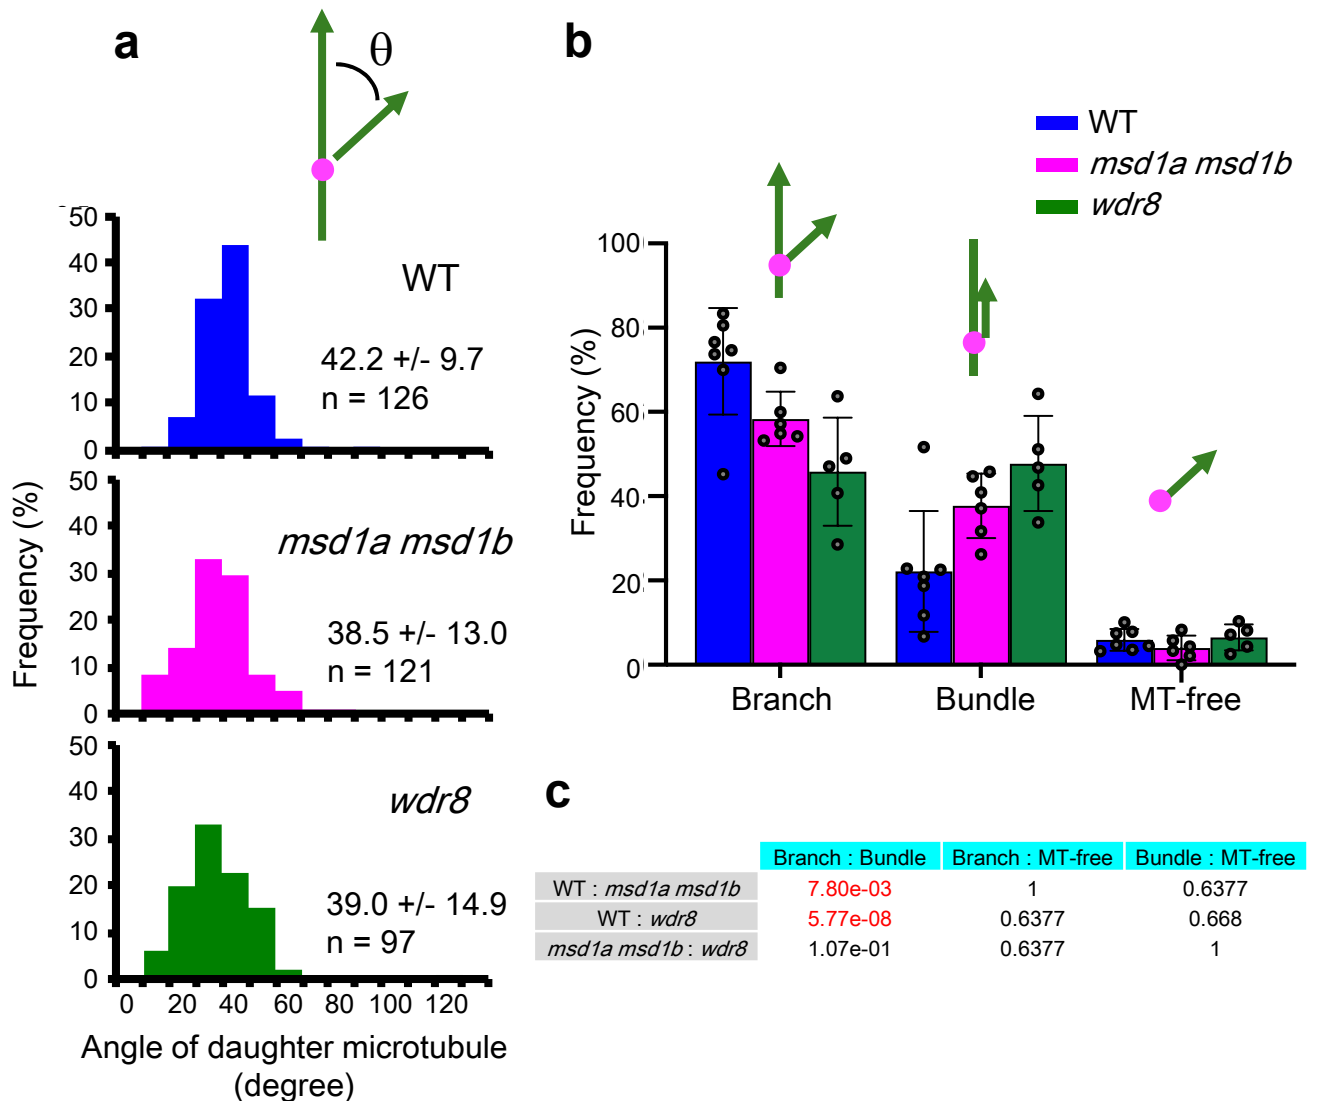 a
θ
50
40
30
20
10
0
WT
42.2 +/- 9.7
n = 126
50
40
30
20
10
0
msd1a msd1b
38.5 +/- 13.0
n = 121
50
40
30
20
10
0
wdr8
39.0 +/- 14.9
n = 97
0 20 40 60 80 100 120
Frequency (%)
Angle of daughter microtubule
(degree)
b
WT
msd1a msd1b
wdr8
100
80
60
40
20
0
Frequency (%)
Branch Bundle MT-free
c
Branch : Bundle Branch : MT-free Bundle : MT-free
WT : msd1a msd1b 7.80e-03 1 0.6377
WT : wdr8 5.77e-08 0.6377 0.668
msd1a msd1b : wdr8 1.07e-01 0.6377 1